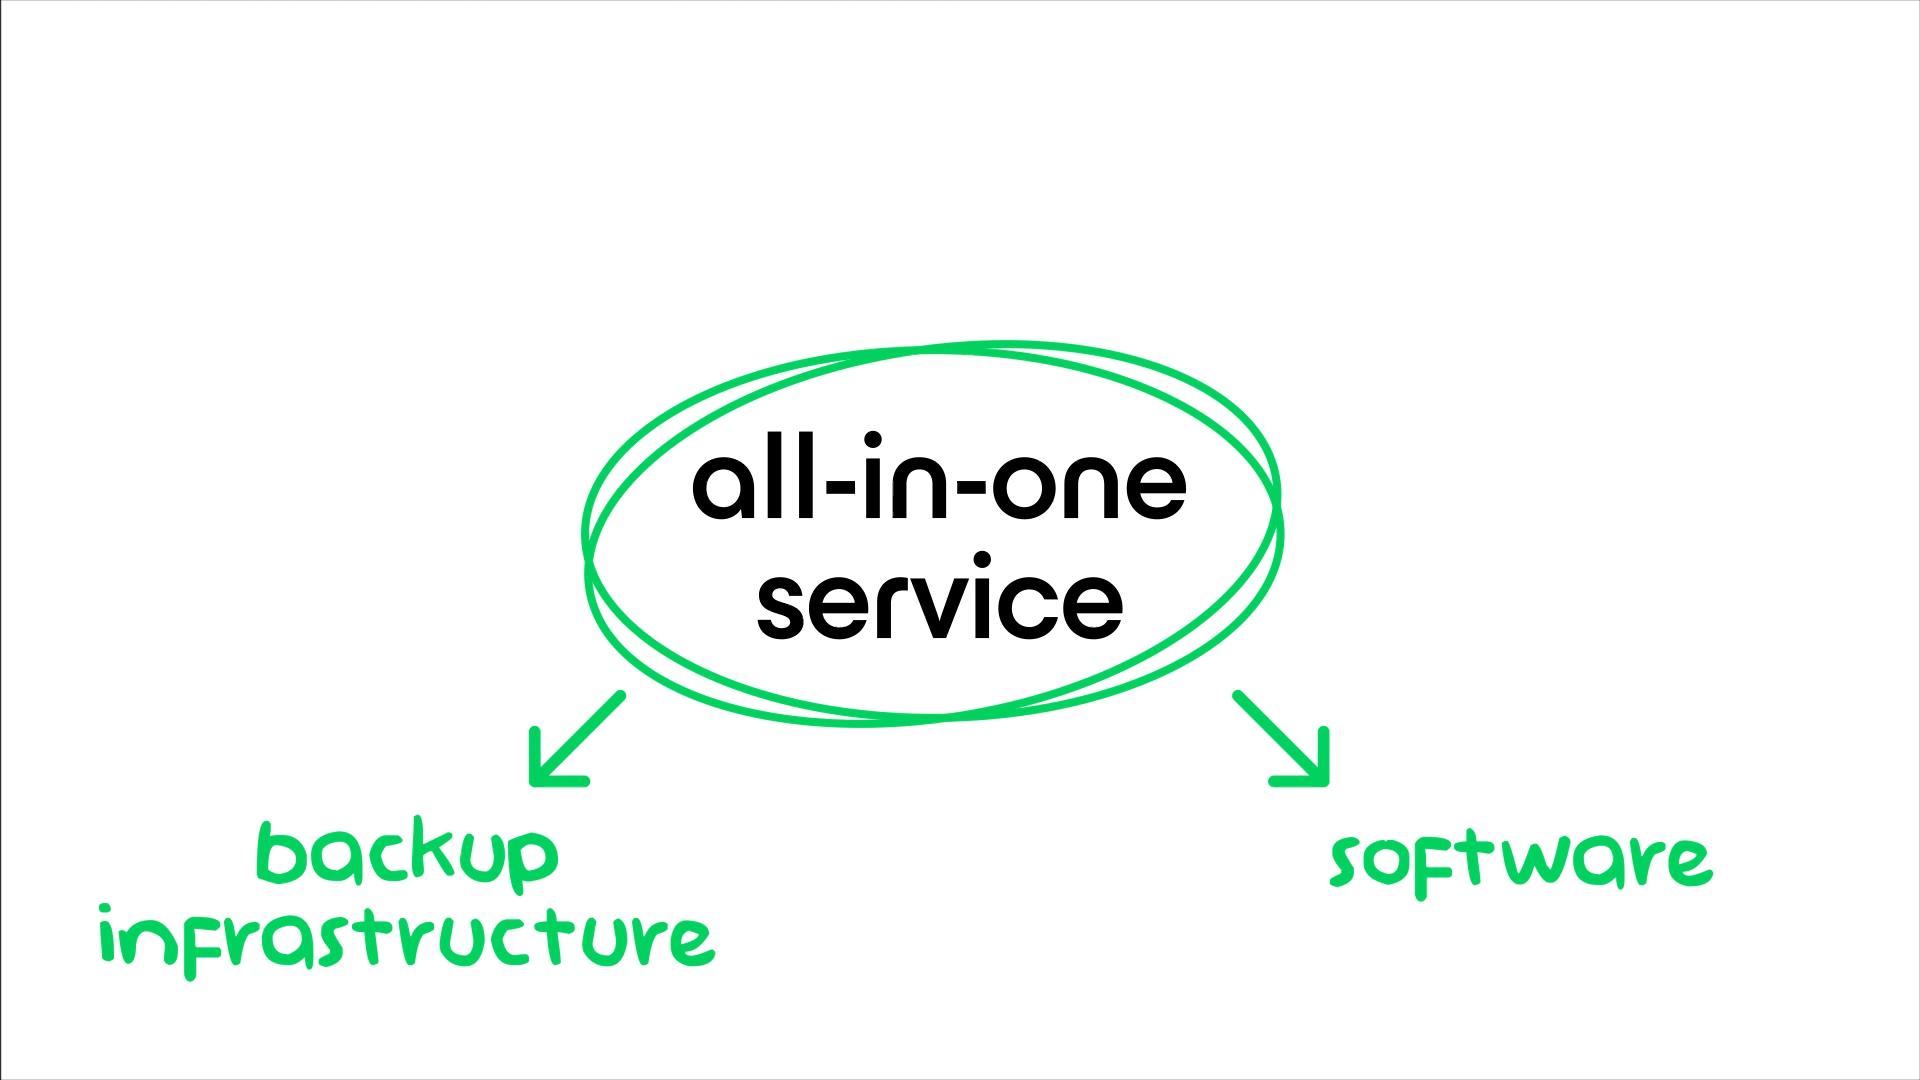 all-in-one
service
backup
infrastructure
software